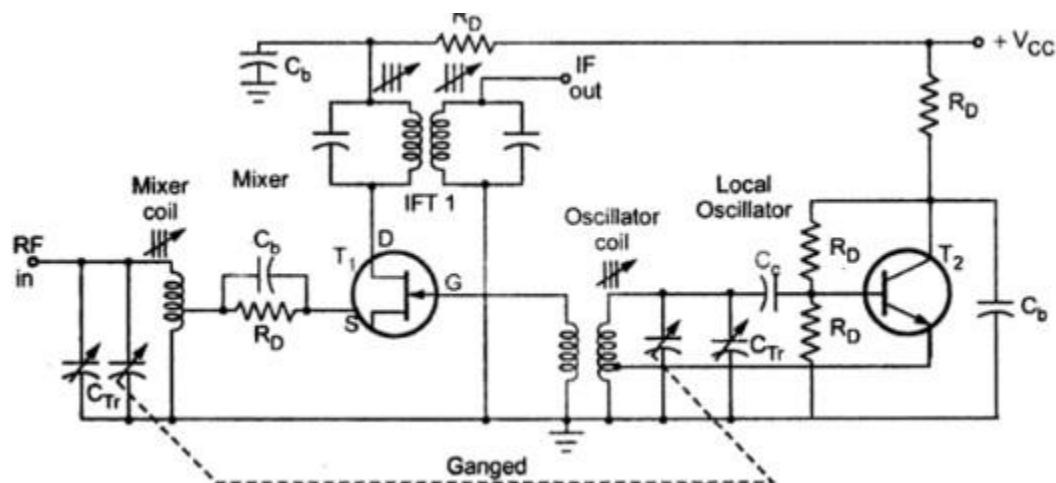 R_D
C_b
+ V_CC
IF
out
R_D
Mixer
coil
Mixer
IFT 1
Oscillator
coil
Local
Oscillator
RF
in
C_b
T_1
D
G
S
R_D
C_c
R_D
T_2
C_b
R_D
C_Tr
C_Tr
Ganged